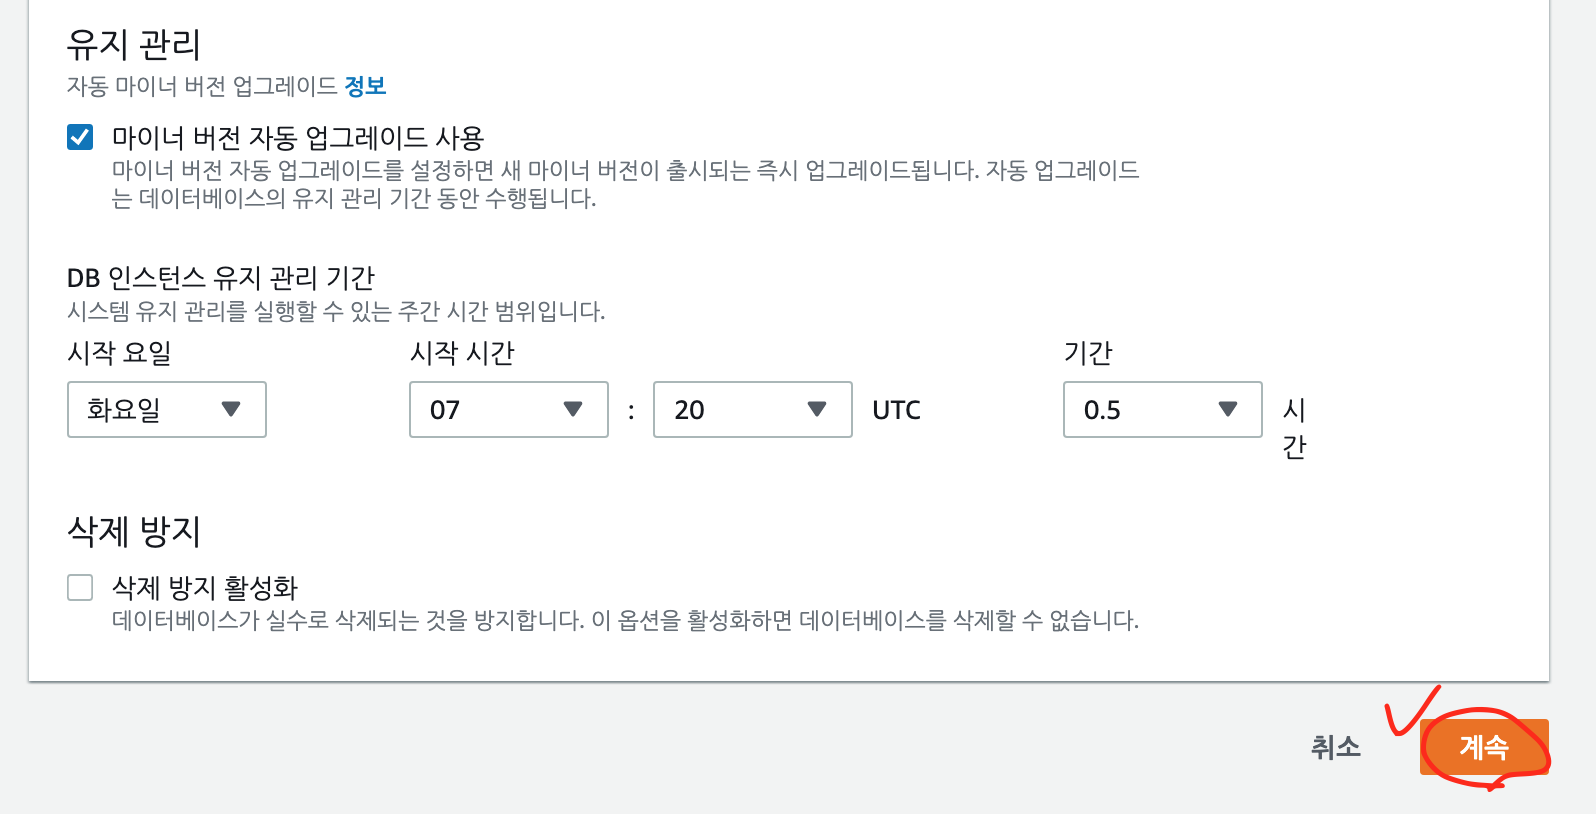 유지 관리
자동 마이너 버전 업그레이드 정보
마이너 버전 자동 업그레이드 사용
마이너 버전 자동 업그레이드를 설정하면 새 마이너 버전이 출시되는 즉시 업그레이드됩니다. 자동 업그레이드
는 데이터베이스의 유지 관리 기간 동안 수행됩니다.
DB 인스턴스 유지 관리 기간
시스템 유지 관리를 실행할 수 있는 주간 시간 범위입니다.
시작 요일 시작 시간 기간
화요일 07 : 20 UTC 0.5 시
간
삭제 방지
삭제 방지 활성화
데이터베이스가 실수로 삭제되는 것을 방지합니다. 이 옵션을 활성화하면 데이터베이스를 삭제할 수 없습니다.
취소 계속